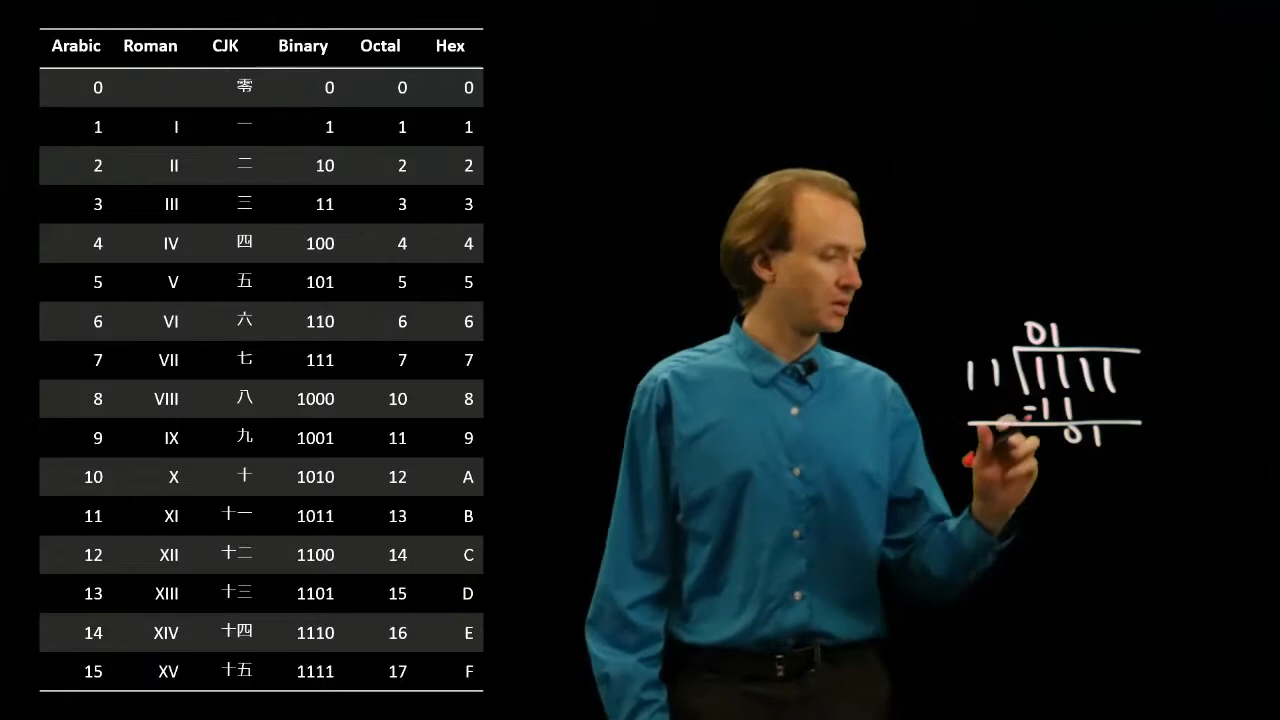 Arabic Roman CJK Binary Octal Hex
0 零 0 0 0
1 I 一 1 1 1
2 II 二 10 2 2
3 III 三 11 3 3
4 IV 四 100 4 4
5 V 五 101 5 5
6 VI 六 110 6 6
7 VII 七 111 7 7
8 VIII 八 1000 10 8
9 IX 九 1001 11 9
10 X 十 1010 12 A
11 XI 十一 1011 13 B
12 XII 十二 1100 14 C
13 XIII 十三 1101 15 D
14 XIV 十四 1110 16 E
15 XV 十五 1111 17 F
01
11 1111
-11
01